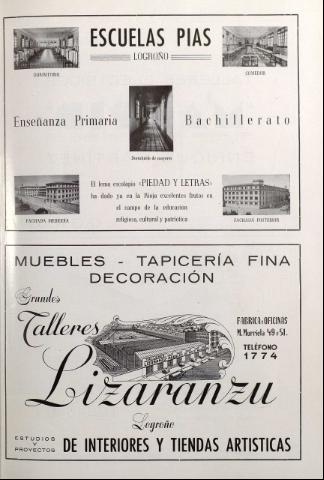 ESCUELAS PIAS
LOGROÑO
DORMITORIO
COMEDOR
Enseñanza Primaria
Bachillerato
Dormitorio de mayores
El lema escolapio «PIEDAD Y LETRAS»
ha dado ya en la Rioja excelentes frutos en
el campo de la educación
religiosa, cultural y patriótica
FACHADA PRIMERA
FACHADA POSTERIOR
MUEBLES - TAPICERÍA FINA
DECORACIÓN
Grandes
Talleres
FABRICA y OFICINAS
M. Murrieta 49 y 51.
TELÉFONO
1774
Lizaranzu
Logroño
ESTUDIOS
Y
PROYECTOS
DE INTERIORES Y TIENDAS ARTISTICAS